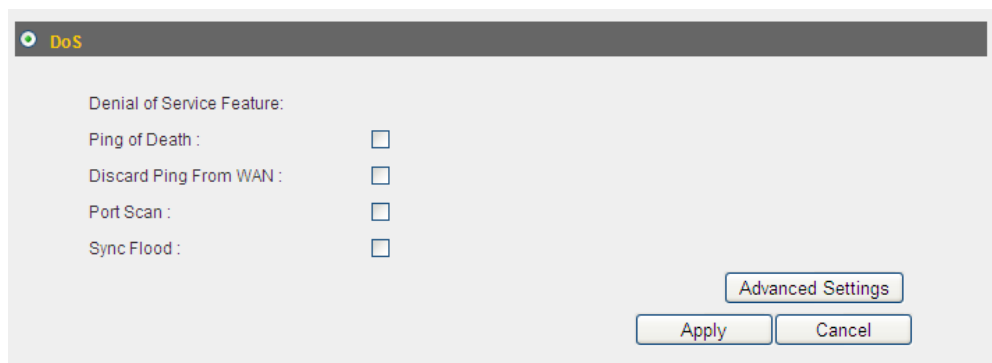 DoS
Denial of Service Feature:
Ping of Death :
Discard Ping From WAN :
Port Scan :
Sync Flood :
Advanced Settings
Apply Cancel